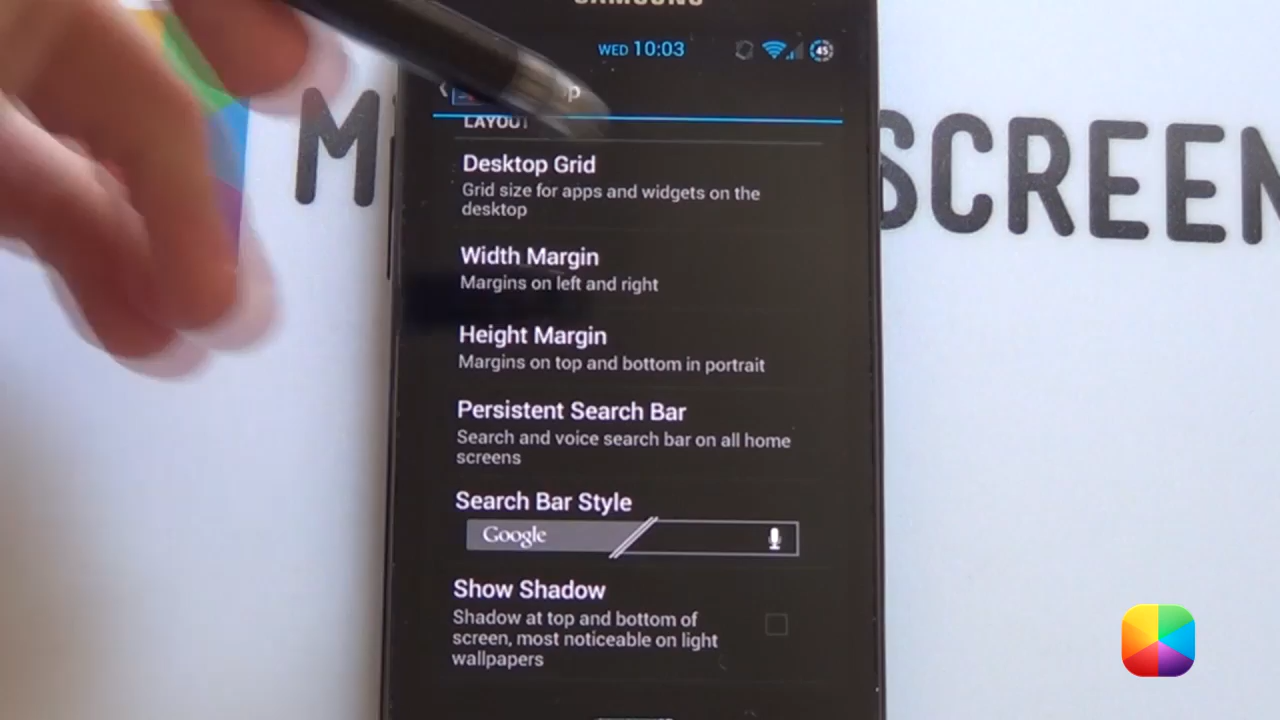 SAMSUNG
WED 10:03
45
LAYOUT
Desktop Grid
Grid size for apps and widgets on the
desktop
Width Margin
Margins on left and right
Height Margin
Margins on top and bottom in portrait
Persistent Search Bar
Search and voice search bar on all home
screens
Search Bar Style
Google
Show Shadow
Shadow at top and bottom of
screen, most noticeable on light
wallpapers